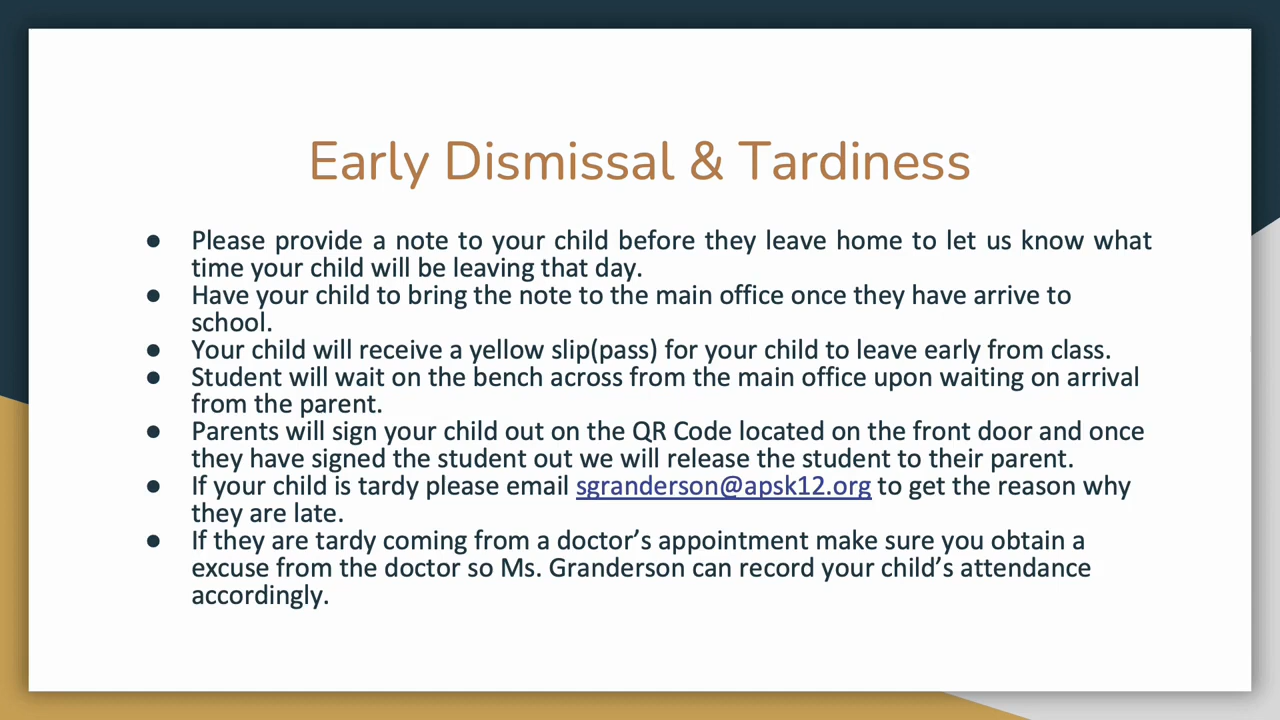 Early Dismissal & Tardiness
● Please provide a note to your child before they leave home to let us know what
time your child will be leaving that day.
● Have your child to bring the note to the main office once they have arrive to
school.
● Your child will receive a yellow slip(pass) for your child to leave early from class.
● Student will wait on the bench across from the main office upon waiting on arrival
from the parent.
● Parents will sign your child out on the QR Code located on the front door and once
they have signed the student out we will release the student to their parent.
● If your child is tardy please email sgranderson@apsk12.org to get the reason why
they are late.
● If they are tardy coming from a doctor’s appointment make sure you obtain a
excuse from the doctor so Ms. Granderson can record your child’s attendance
accordingly.